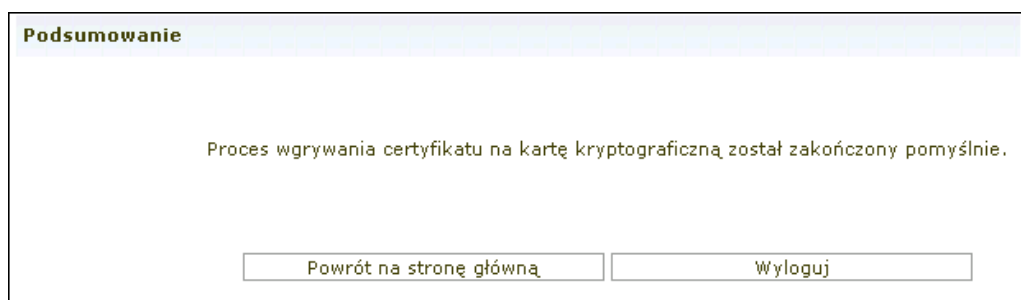 Podsumowanie
Proces wgrywania certyfikatu na kartę kryptograficzną został zakończony pomyślnie.
Powrót na stronę główną
Wyloguj